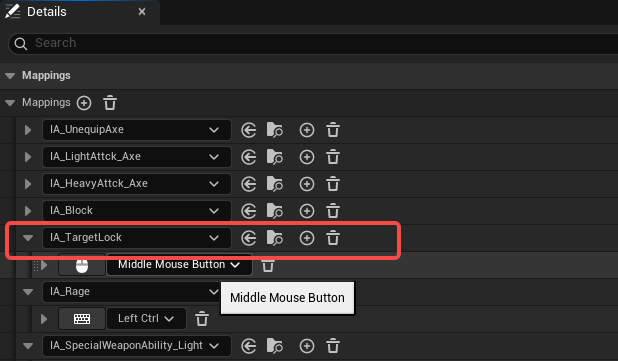 Details
Search
Mappings
Mappings
IA_UnequipAxe
IA_LightAttck_Axe
IA_HeavyAttck_Axe
IA_Block
IA_TargetLock
Middle Mouse Button
IA_Rage
Middle Mouse Button
Left Ctrl
IA_SpecialWeaponAbility_Light